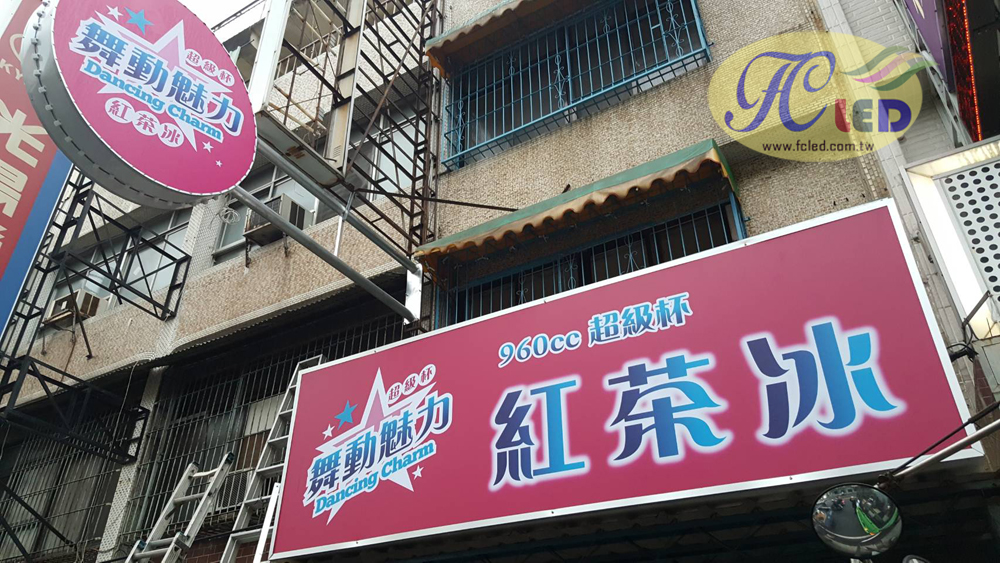 超級杯
舞動魅力
Dancing Charm
紅茶冰
FC LED
www.fcled.com.tw
960cc 超級杯
紅茶冰
超級杯
舞動魅力
Dancing Charm